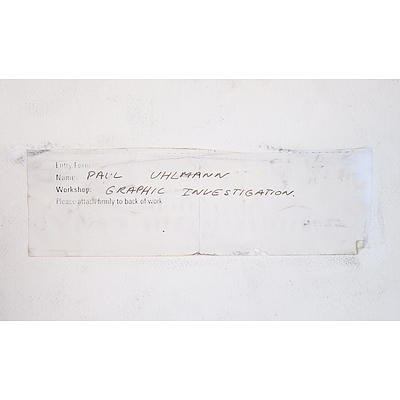 Entry Form
Name: PAUL UHLMANN
Workshop: GRAPHIC INVESTIGATION.
Please attach firmly to back of work